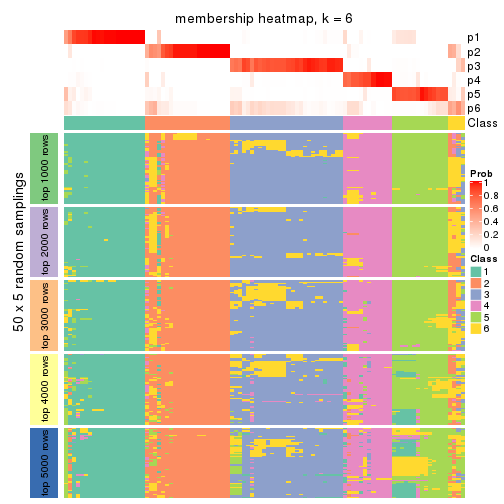 membership heatmap, k = 6
p1
p2
p3
p4
p5
p6
Class
50 x 5 random samplings
top 1000 rows
top 2000 rows
top 3000 rows
top 4000 rows
top 5000 rows
Prob
1
0.8
0.6
0.4
0.2
0
Class
1
2
3
4
5
6